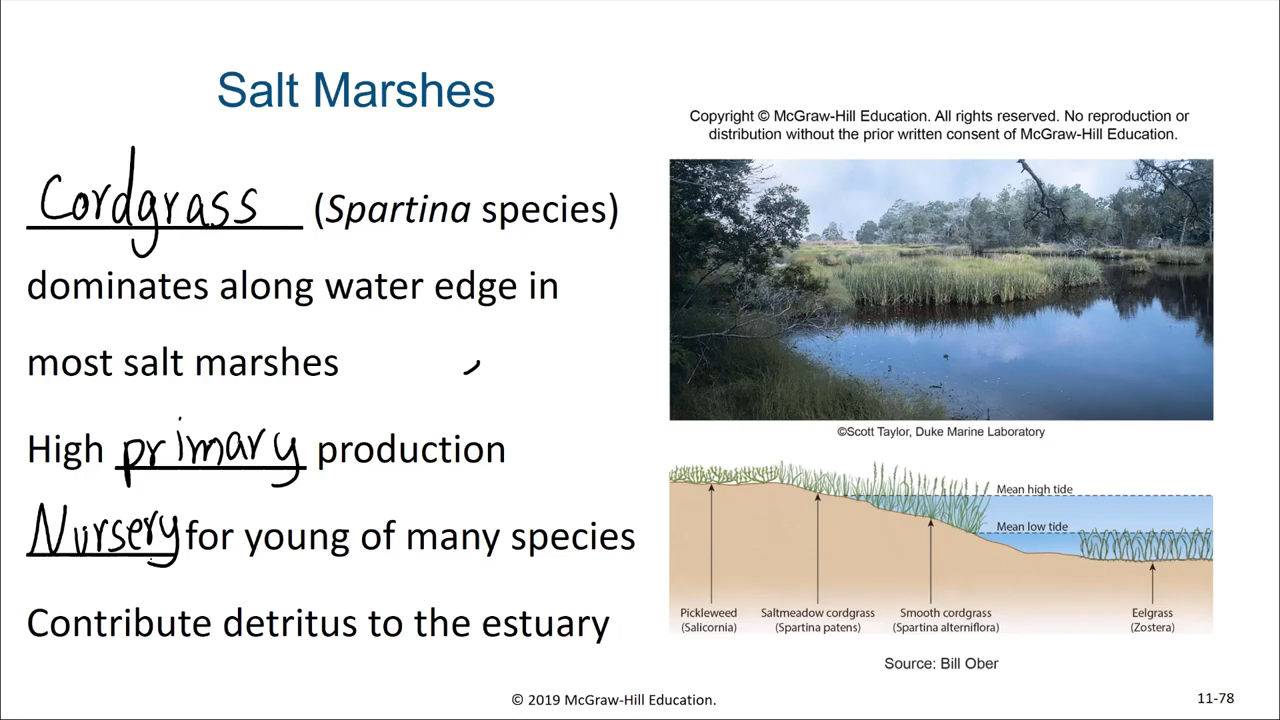 Salt Marshes
Cordgrass (Spartina species)
dominates along water edge in
most salt marshes
High primary production
Nursery for young of many species
Contribute detritus to the estuary
Copyright © McGraw-Hill Education. All rights reserved. No reproduction or
distribution without the prior written consent of McGraw-Hill Education.
©Scott Taylor, Duke Marine Laboratory
Mean high tide
Mean low tide
Pickleweed
(Salicornia)
Saltmeadow cordgrass
(Spartina patens)
Smooth cordgrass
(Spartina alterniflora)
Eelgrass
(Zostera)
Source: Bill Ober
© 2019 McGraw-Hill Education.
11-78